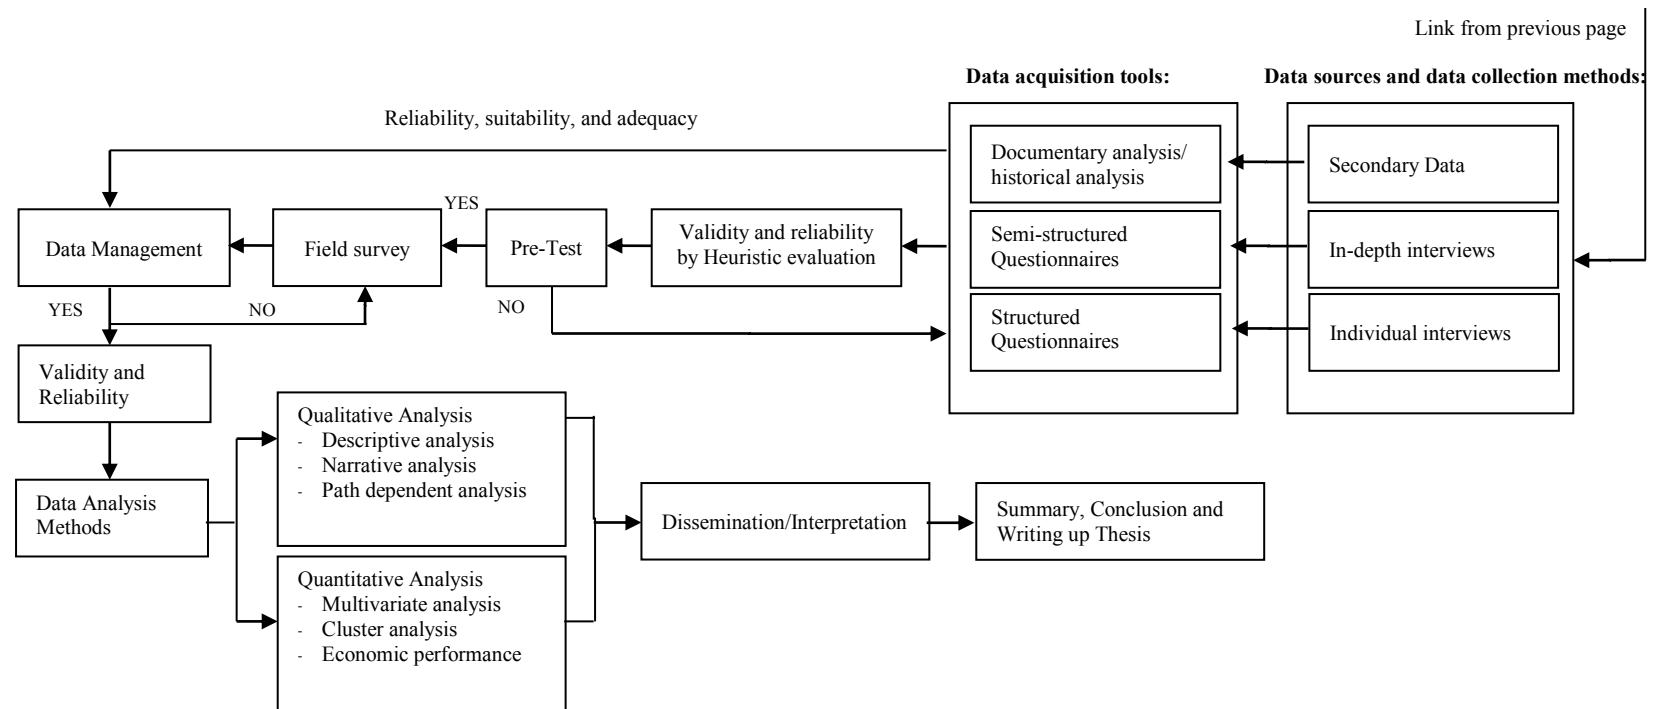 Link from previous page
Data acquisition tools:
Data sources and data collection methods:
Reliability, suitability, and adequacy
Documentary analysis/
historical analysis
Secondary Data
YES
Data Management
Field survey
Pre-Test
Validity and reliability
by Heuristic evaluation
Semi-structured
Questionnaires
In-depth interviews
YES
NO
NO
Structured
Questionnaires
Individual interviews
Validity and
Reliability
Qualitative Analysis
- Descriptive analysis
- Narrative analysis
- Path dependent analysis
Data Analysis
Methods
Dissemination/Interpretation
Summary, Conclusion and
Writing up Thesis
Quantitative Analysis
- Multivariate analysis
- Cluster analysis
- Economic performance